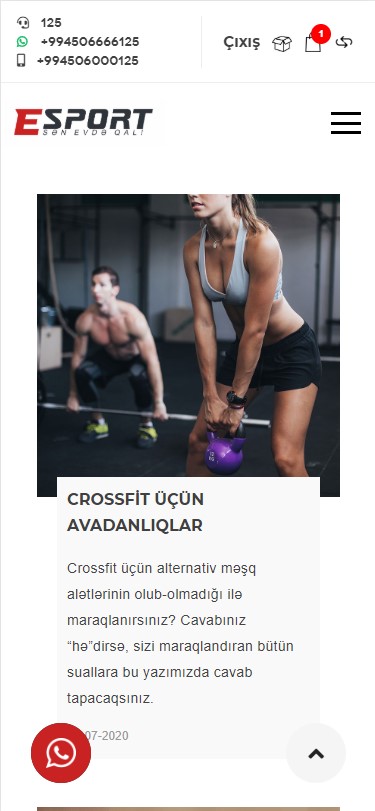 125
+994506666125
+994506000125
Çıxış
1
ESPORT
SƏN EVDƏ QAL!
CROSSFİT ÜÇÜN
AVADANLIQLAR
Crossfit üçün alternativ məşq
alətlərinin olub-olmadığı ilə
maraqlanırsınız? Cavabınız
“hə”dirsə, sizi maraqlandıran bütün
suallara bu yazımızda cavab
tapacaqsınız.
07-2020